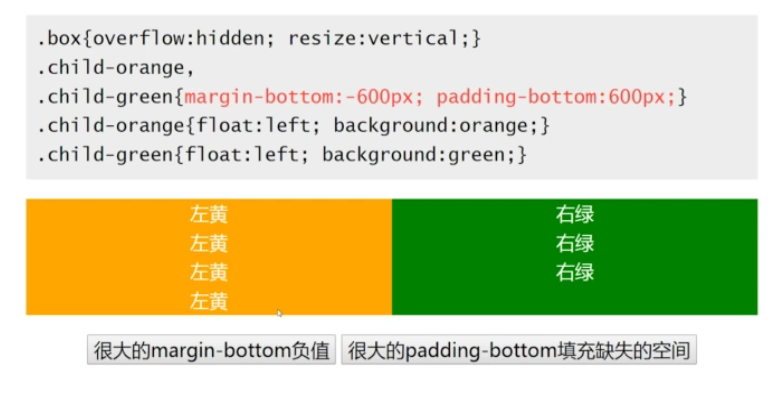 .box{overflow:hidden; resize:vertical;}
.child-orange,
.child-green{margin-bottom:-600px; padding-bottom:600px;}
.child-orange{float:left; background:orange;}
.child-green{float:left; background:green;}
左黄 右绿
左黄 右绿
左黄 右绿
左黄
很大的margin-bottom负值 很大的padding-bottom填充缺失的空间